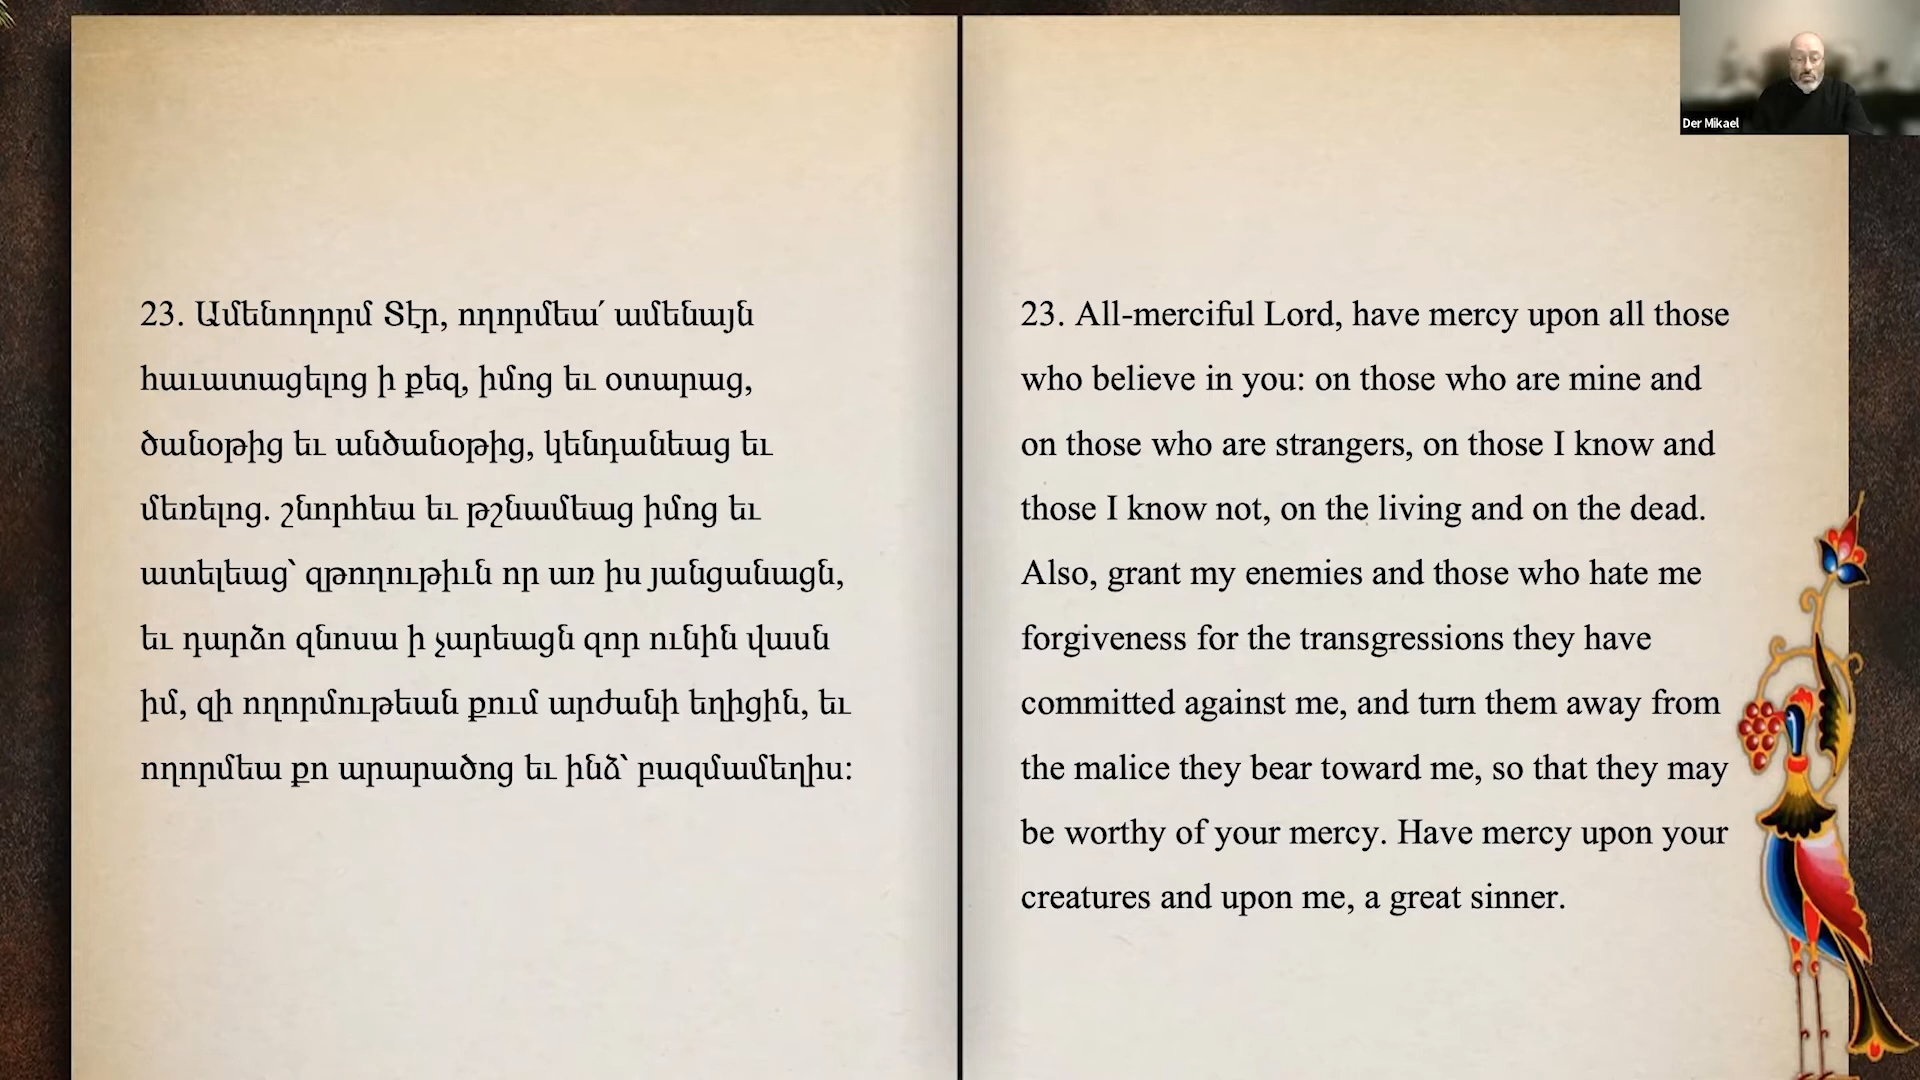 23. Ամենողորմ Տէր, ողորմեա՛ ամենայն
հաւատացելոց ի քեզ, իմոց եւ օտարաց,
ծանօթից եւ անծանօթից, կենդանեաց եւ
մեռելոց. շնորհեա եւ թշնամեաց իմոց եւ
ատելեաց՝ զթողութիւն որ առ իս յանցանացն,
եւ դարձո զնոսա ի չարեացն զոր ունին վասն
իմ, զի ողորմութեան քում արժանի եղիցին, եւ
ողորմեա քո արարածոց եւ ինձ՝ բազմամեղիս:
23. All-merciful Lord, have mercy upon all those
who believe in you: on those who are mine and
on those who are strangers, on those I know and
those I know not, on the living and on the dead.
Also, grant my enemies and those who hate me
forgiveness for the transgressions they have
committed against me, and turn them away from
the malice they bear toward me, so that they may
be worthy of your mercy. Have mercy upon your
creatures and upon me, a great sinner.
Der Mikael